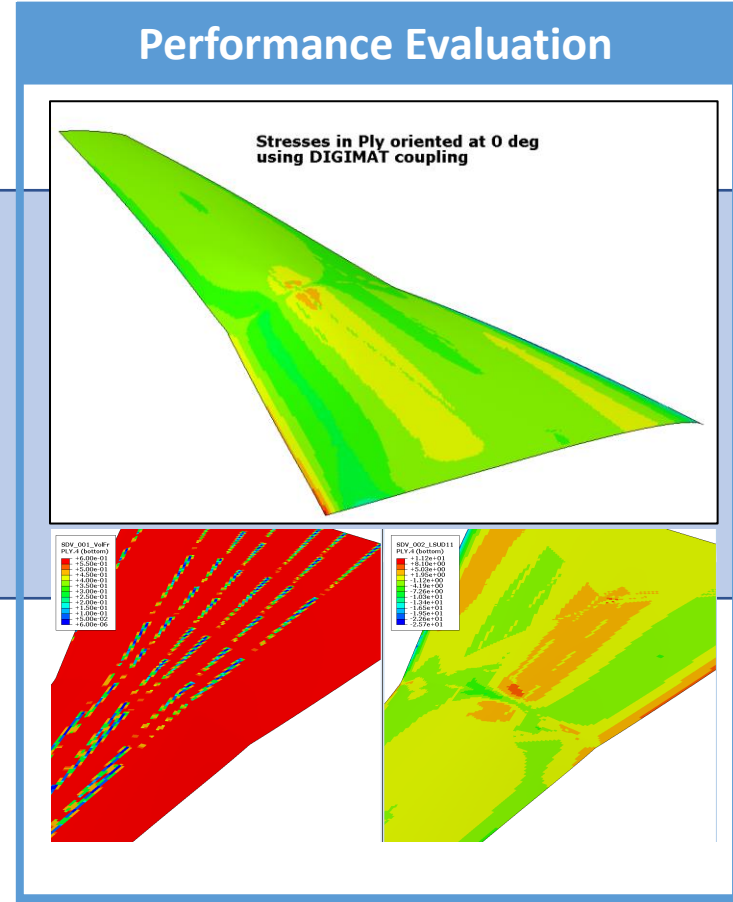 Performance Evaluation
Stresses in Ply oriented at 0 deg
using DIGIMAT coupling
SDV_001_VolFr
PLY.4 (bottom)
+6.00e-01
+5.50e-01
+5.00e-01
+4.50e-01
+4.00e-01
+3.50e-01
+3.00e-01
+2.50e-01
+2.00e-01
+1.50e-01
+1.00e-01
+5.00e-02
+6.00e-06
SDV_002_LSUD11
PLY.4 (bottom)
+1.12e+01
+8.10e+00
+5.03e+00
+1.95e+00
-1.12e+00
-4.19e+00
-7.26e+00
-1.03e+01
-1.34e+01
-1.65e+01
-1.95e+01
-2.26e+01
-2.57e+01